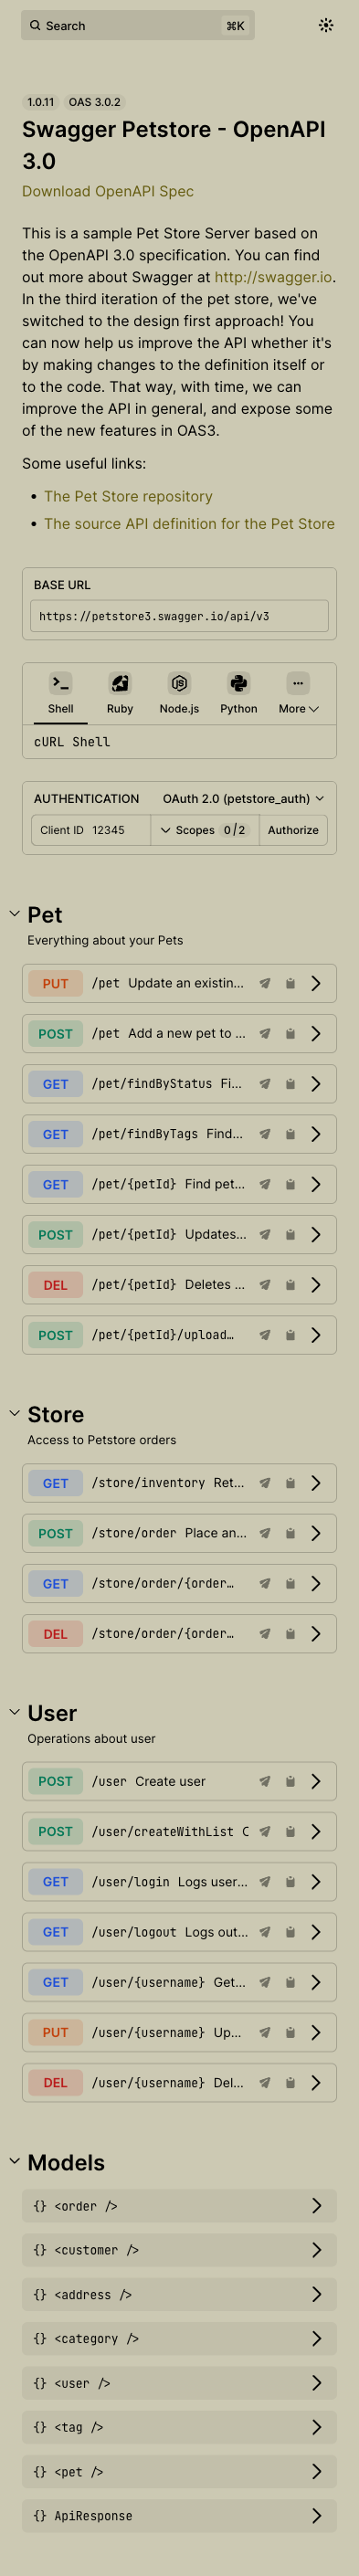 Search ⌘K
1.0.11 OAS 3.0.2
Swagger Petstore - OpenAPI
3.0
Download OpenAPI Spec
This is a sample Pet Store Server based on
the OpenAPI 3.0 specification. You can find
out more about Swagger at http://swagger.io.
In the third iteration of the pet store, we've
switched to the design first approach! You
can now help us improve the API whether it's
by making changes to the definition itself or
to the code. That way, with time, we can
improve the API in general, and expose some
of the new features in OAS3.
Some useful links:
• The Pet Store repository
• The source API definition for the Pet Store
BASE URL
https://petstore3.swagger.io/api/v3
Shell Ruby Node.js Python More
cURL Shell
AUTHENTICATION OAuth 2.0 (petstore_auth)
Client ID 12345 Scopes 0/2 Authorize
Pet
Everything about your Pets
PUT /pet Update an existin...
POST /pet Add a new pet to ...
GET /pet/findByStatus Fi...
GET /pet/findByTags Find...
GET /pet/{petId} Find pet...
POST /pet/{petId} Updates...
DEL /pet/{petId} Deletes ...
POST /pet/{petId}/upload…
Store
Access to Petstore orders
GET /store/inventory Ret...
POST /store/order Place an...
GET /store/order/{order…
DEL /store/order/{order…
User
Operations about user
POST /user Create user
POST /user/createWithList C
GET /user/login Logs user...
GET /user/logout Logs out...
GET /user/{username} Get...
PUT /user/{username} Up...
DEL /user/{username} Del...
Models
{} <order />
{} <customer />
{} <address />
{} <category />
{} <user />
{} <tag />
{} <pet />
{} ApiResponse